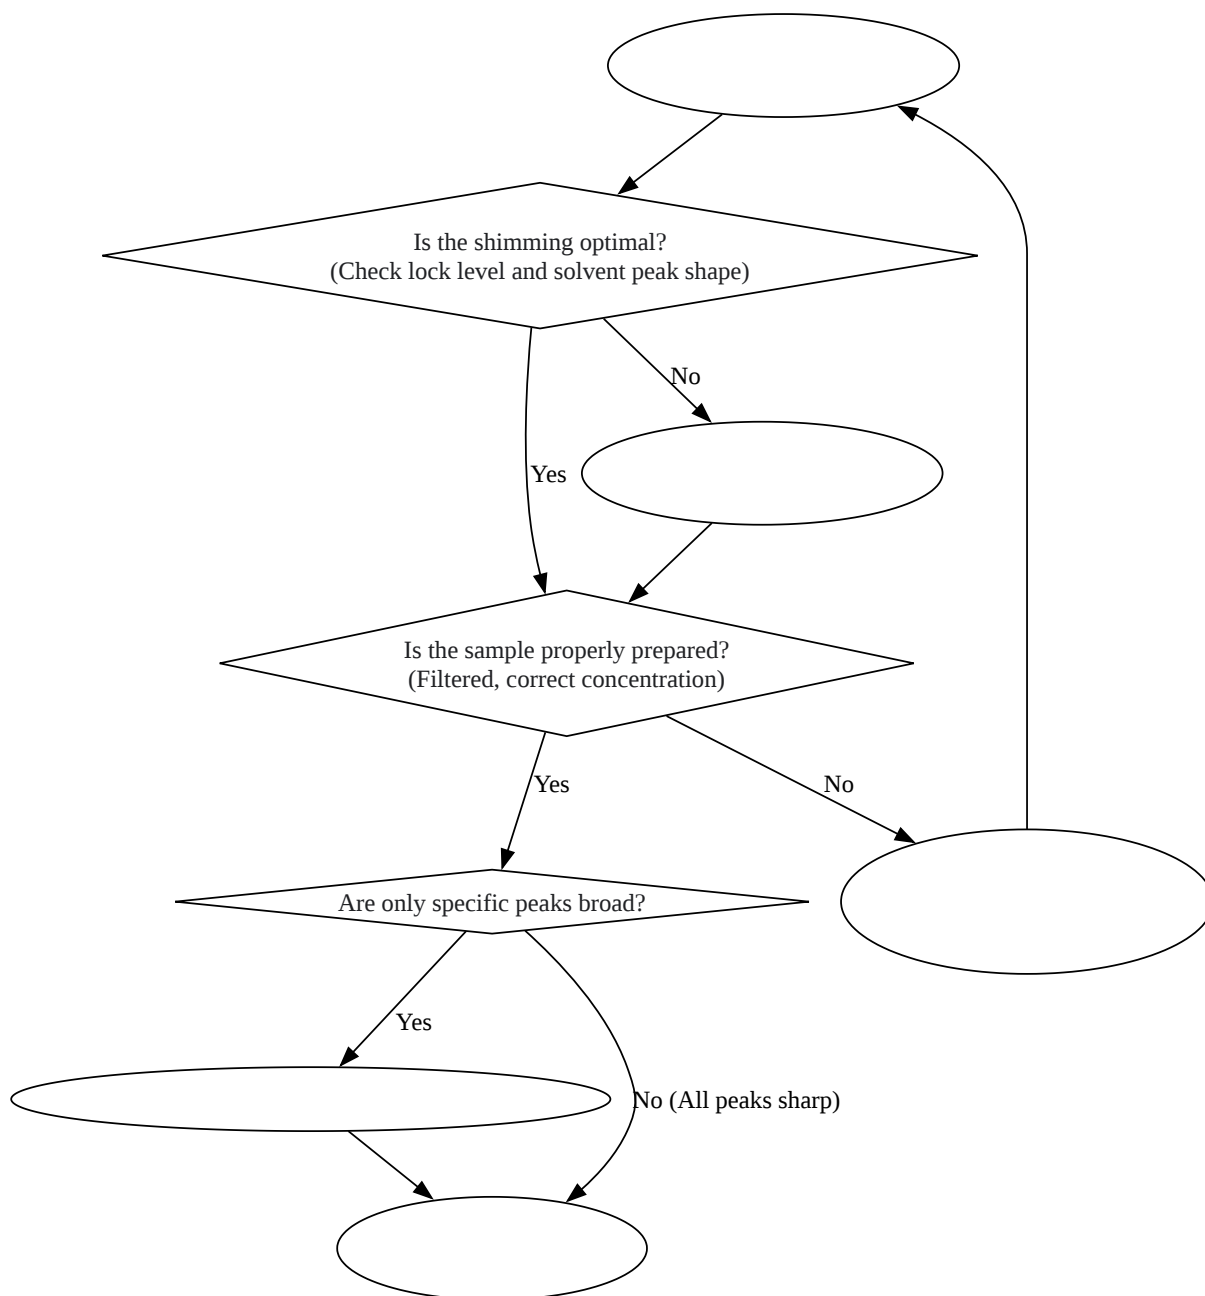 Is the shimming optimal?
(Check lock level and solvent peak shape)
No
Yes
Is the sample properly prepared?
(Filtered, correct concentration)
Yes
No
Are only specific peaks broad?
Yes
No (All peaks sharp)